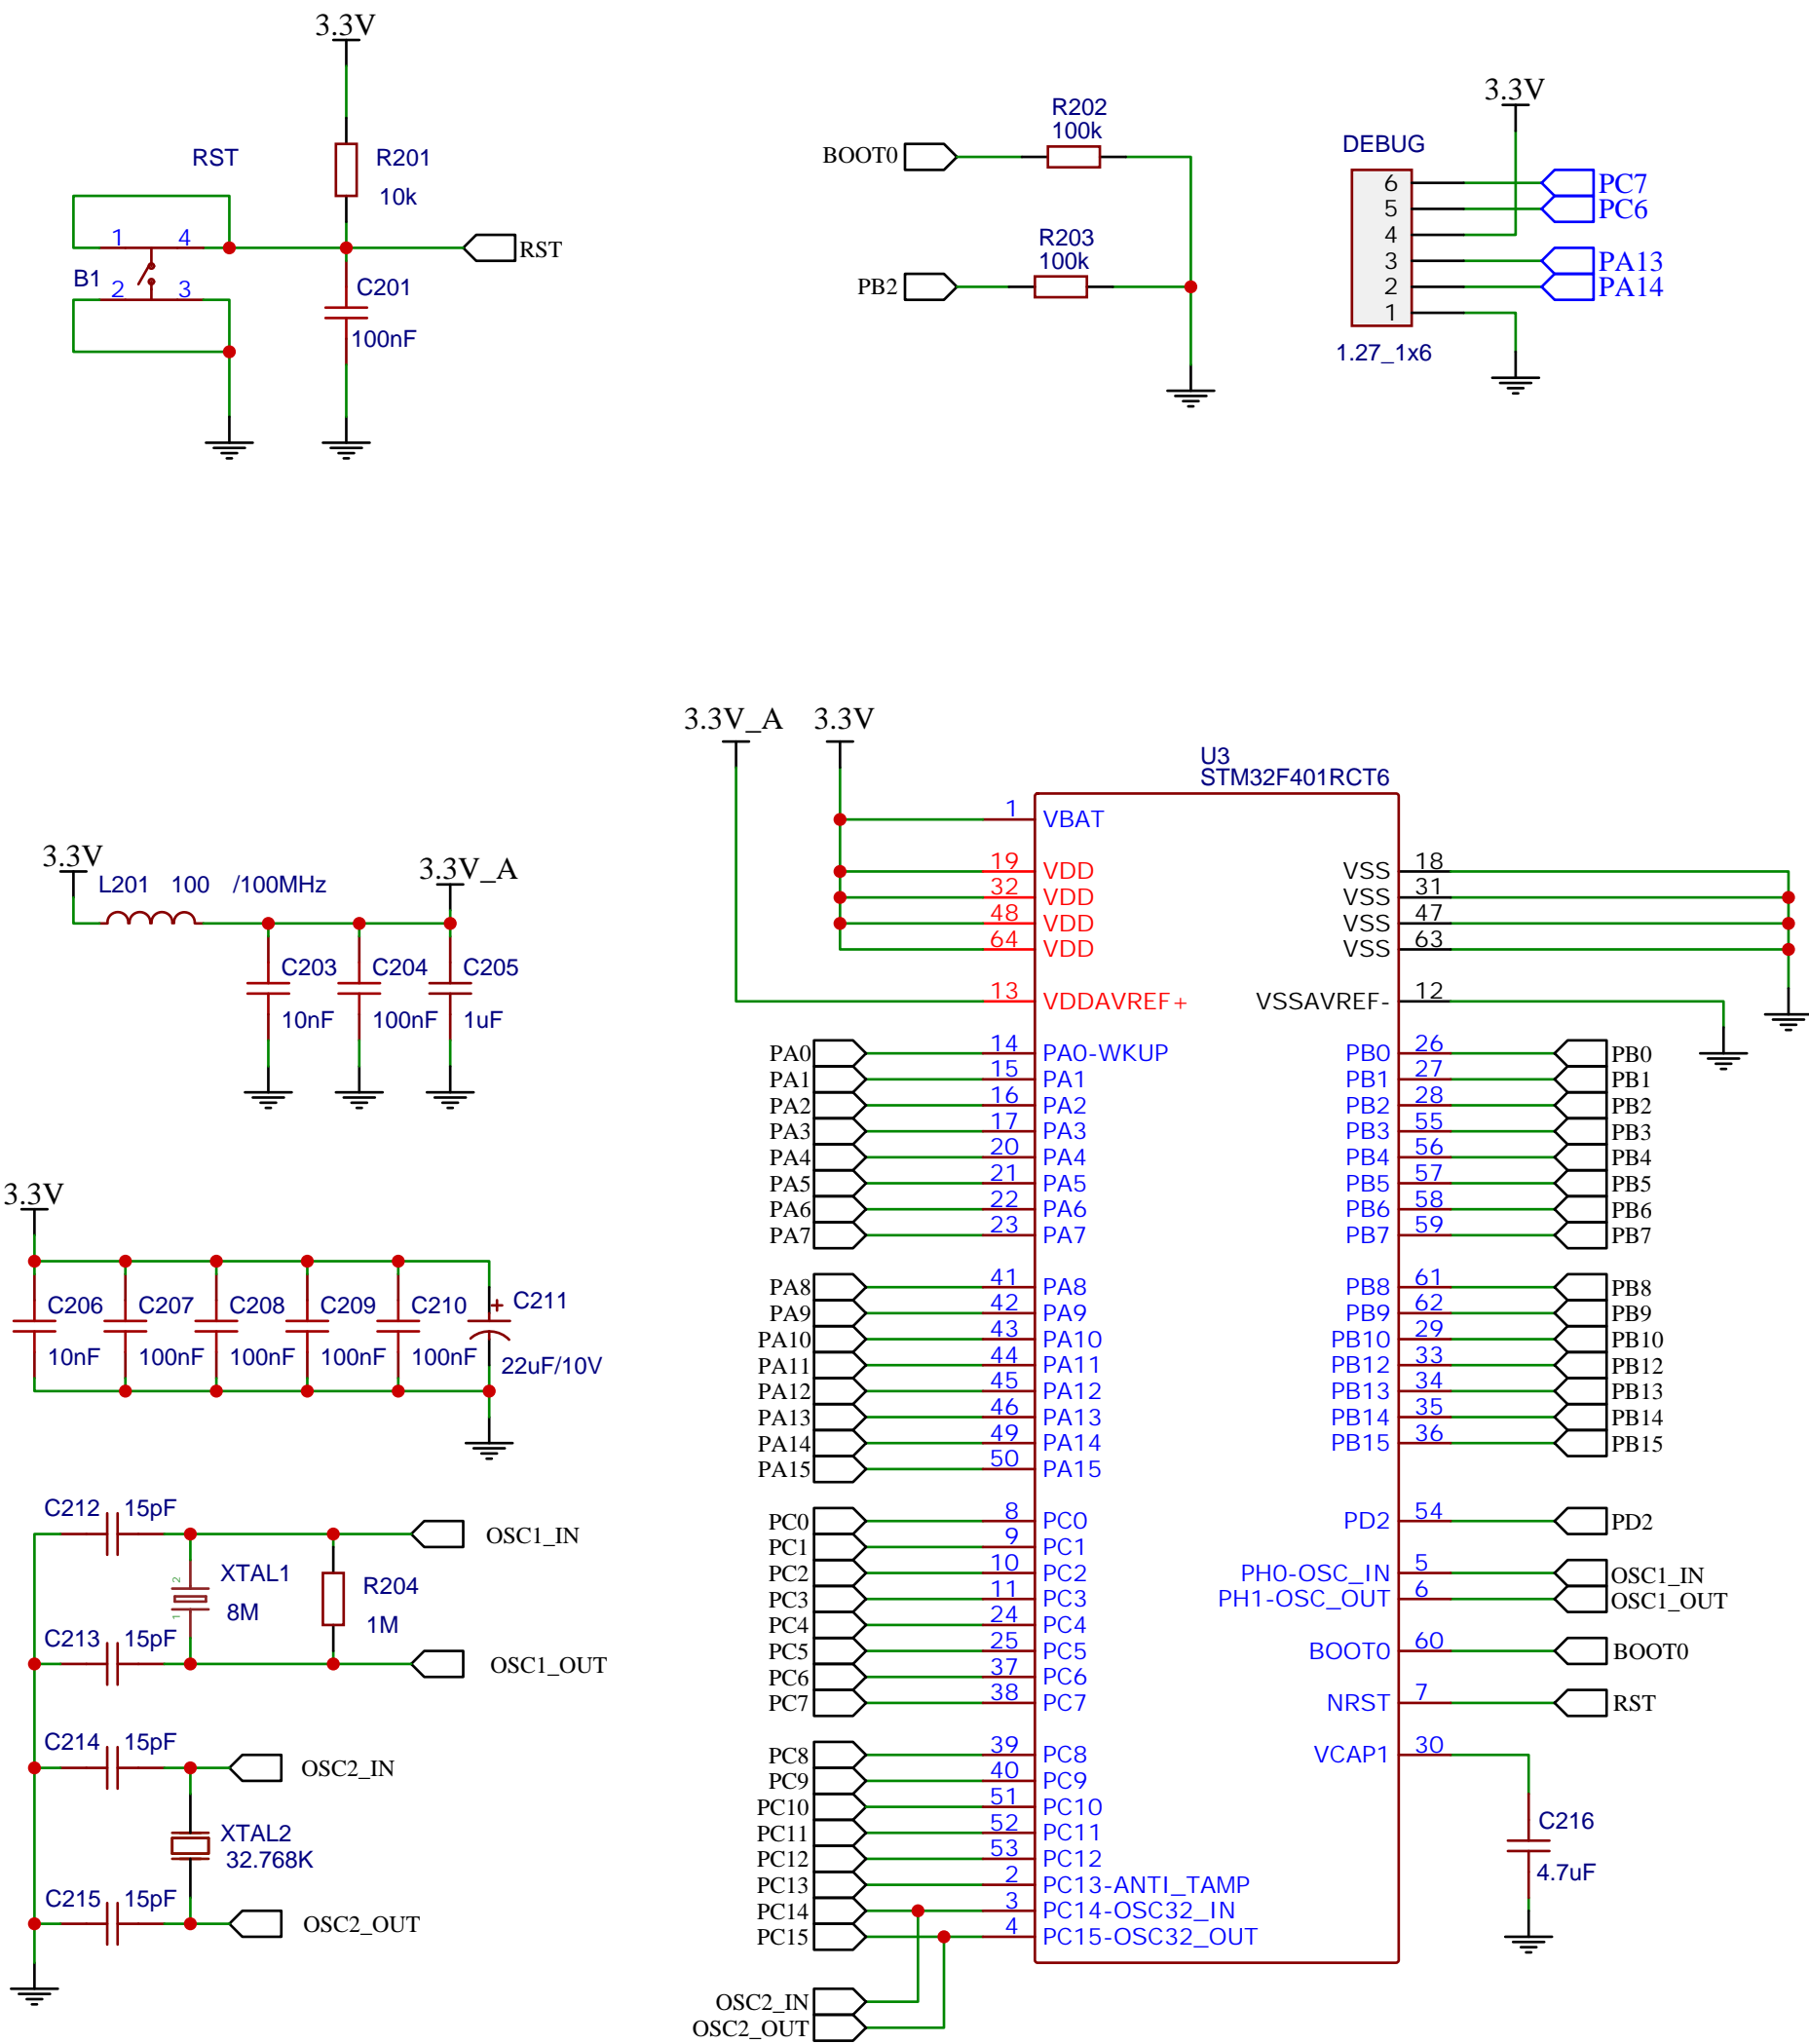 3.3V
RST
R201
10k
1
4
B1
2
3
RST
C201
100nF
R202
100k
BOOT0
R203
100k
PB2
3.3V
DEBUG
6
PC7
5
PC6
4
3
PA13
2
PA14
1
1.27_1x6
3.3V
L201 100 /100MHz
3.3V_A
C203
10nF
C204
100nF
C205
1uF
3.3V
C206
10nF
C207
100nF
C208
100nF
C209
100nF
C210
100nF
+ C211
22uF/10V
C212 15pF
OSC1_IN
2
XTAL1
1
8M
R204
1M
C213 15pF
OSC1_OUT
C214 15pF
OSC2_IN
XTAL2
32.768K
C215 15pF
OSC2_OUT
3.3V_A
3.3V
U3
STM32F401RCT6
1 VBAT
19 VDD
32 VDD
48 VDD
64 VDD
13 VDDAVREF+
PA0 14 PA0-WKUP
PA1 15 PA1
PA2 16 PA2
PA3 17 PA3
PA4 20 PA4
PA5 21 PA5
PA6 22 PA6
PA7 23 PA7
PA8 41 PA8
PA9 42 PA9
PA10 43 PA10
PA11 44 PA11
PA12 45 PA12
PA13 46 PA13
PA14 49 PA14
PA15 50 PA15
PC0 8 PC0
PC1 9 PC1
PC2 10 PC2
PC3 11 PC3
PC4 24 PC4
PC5 25 PC5
PC6 37 PC6
PC7 38 PC7
PC8 39 PC8
PC9 40 PC9
PC10 51 PC10
PC11 52 PC11
PC12 53 PC12
PC13 2 PC13-ANTI_TAMP
PC14 3 PC14-OSC32_IN
PC15 4 PC15-OSC32_OUT
OSC2_IN
OSC2_OUT
VSS 18
VSS 31
VSS 47
VSS 63
VSSAVREF- 12
PB0 26 PB0
PB1 27 PB1
PB2 28 PB2
PB3 55 PB3
PB4 56 PB4
PB5 57 PB5
PB6 58 PB6
PB7 59 PB7
PB8 61 PB8
PB9 62 PB9
PB10 29 PB10
PB12 33 PB12
PB13 34 PB13
PB14 35 PB14
PB15 36 PB15
PD2 54 PD2
PH0-OSC_IN 5 OSC1_IN
PH1-OSC_OUT 6 OSC1_OUT
BOOT0 60 BOOT0
NRST 7 RST
VCAP1 30
C216
4.7uF